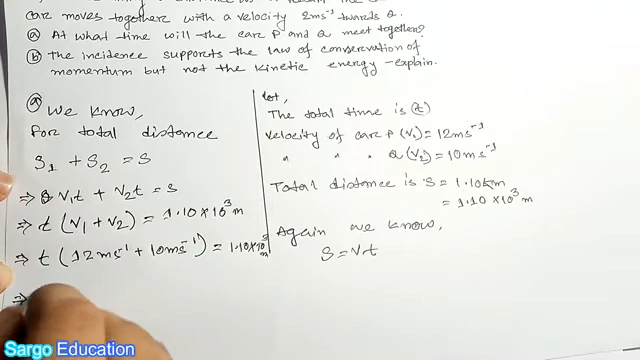 car moves together with a velocity 2ms⁻¹ towards Q.
(a) At what time will the car P and Q meet together?
(b) The incidence supports the law of conservation of
momentum but not the kinetic energy - explain.
(a) We know,
For total distance
S₁ + S₂ = S
⇒ V₁t + V₂t = S
⇒ t (V₁ + V₂) = 1.10×10³ m
⇒ t (12ms⁻¹ + 10ms⁻¹) = 1.10×10³ m
⇒
let,
The total time is (t)
Velocity of car P (V₁) = 12ms⁻¹
" " " Q (V₂) = 10ms⁻¹
Total distance is S = 1.10km
= 1.10×10³ m
Again we know,
S = Vt
Sargo Education